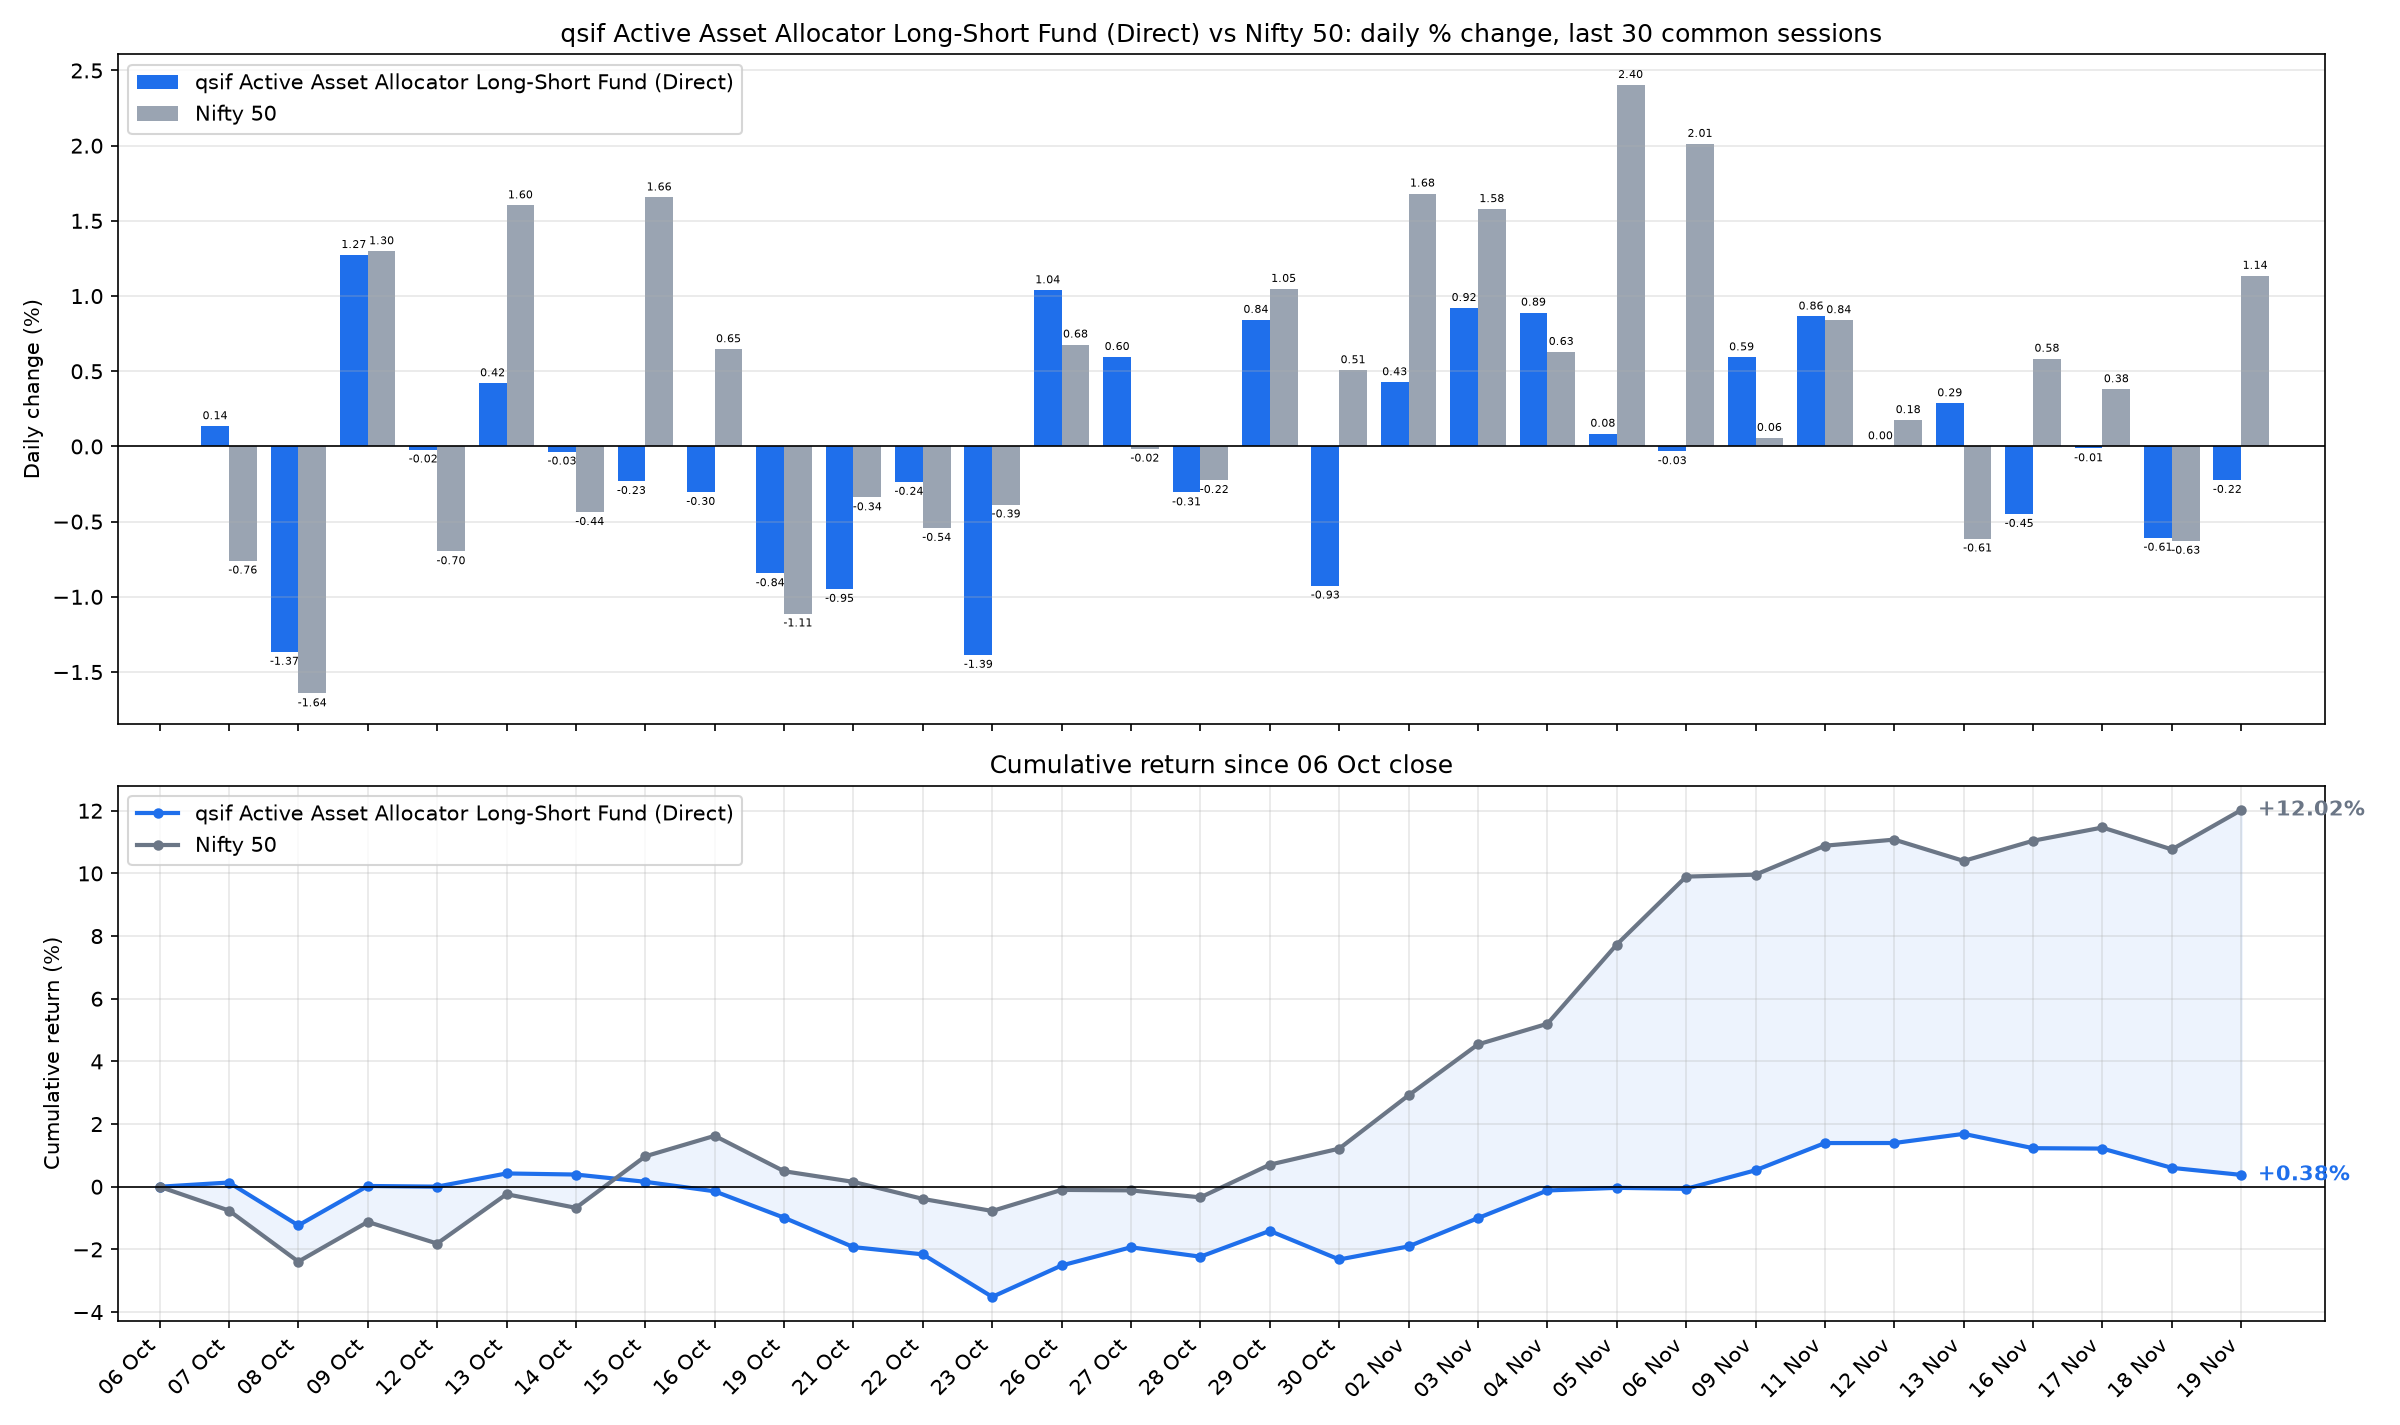 qsif Active Asset Allocator Long-Short Fund (Direct) vs Nifty 50: daily % change, last 30 common sessions
qsif Active Asset Allocator Long-Short Fund (Direct)
Nifty 50
Daily change (%)
2.5
2.0
1.5
1.0
0.5
0.0
−0.5
−1.0
−1.5
0.14
-0.76
-1.37
-1.64
1.27
1.30
-0.02
-0.70
0.42
1.60
-0.03
-0.44
-0.23
1.66
-0.30
0.65
-0.84
-1.11
-0.95
-0.34
-0.24
-0.54
-1.39
-0.39
1.04
0.68
0.60
-0.02
-0.31
-0.22
0.84
1.05
-0.93
0.51
0.43
1.68
0.92
1.58
0.89
0.63
0.08
2.40
-0.03
2.01
0.59
0.06
0.86
0.84
0.00
0.18
0.29
-0.61
-0.45
0.58
-0.01
0.38
-0.61
-0.63
-0.22
1.14
Cumulative return since 06 Oct close
qsif Active Asset Allocator Long-Short Fund (Direct)
Nifty 50
Cumulative return (%)
12
10
8
6
4
2
0
−2
−4
+12.02%
+0.38%
06 Oct
07 Oct
08 Oct
09 Oct
12 Oct
13 Oct
14 Oct
15 Oct
16 Oct
19 Oct
21 Oct
22 Oct
23 Oct
26 Oct
27 Oct
28 Oct
29 Oct
30 Oct
02 Nov
03 Nov
04 Nov
05 Nov
06 Nov
09 Nov
11 Nov
12 Nov
13 Nov
16 Nov
17 Nov
18 Nov
19 Nov